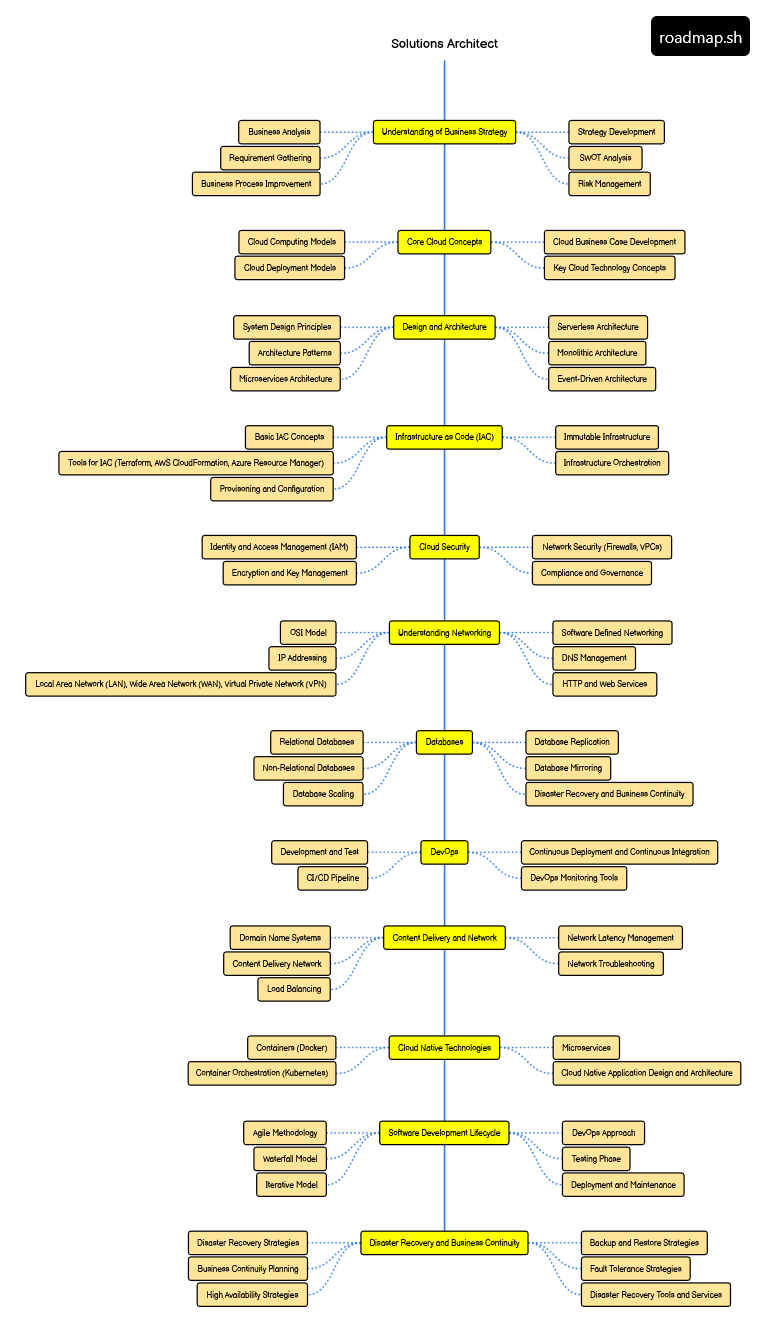 Solutions Architect
roadmap.sh
Business Analysis
Requirement Gathering
Business Process Improvement
Understanding of Business Strategy
Strategy Development
SWOT Analysis
Risk Management
Cloud Computing Models
Cloud Deployment Models
Core Cloud Concepts
Cloud Business Case Development
Key Cloud Technology Concepts
System Design Principles
Architecture Patterns
Microservices Architecture
Design and Architecture
Serverless Architecture
Monolithic Architecture
Event-Driven Architecture
Basic IAC Concepts
Tools for IAC (Terraform, AWS CloudFormation, Azure Resource Manager)
Provisoning and Configuration
Infrastructure as Code (IAC)
Immutable Infrastructure
Infrastructure Orchestration
Identity and Access Management (IAM)
Encryption and Key Management
Cloud Security
Network Security (Firewalls, VPCs)
Compliance and Governance
OSI Model
IP Addressing
Local Area Network (LAN), Wide Area Network (WAN), Virtual Private Network (VPN)
Understanding Networking
Software Defined Networking
DNS Management
HTTP and Web Services
Relational Databases
Non-Relational Databases
Database Scaling
Databases
Database Replication
Database Mirroring
Disaster Recovery and Business Continuity
Development and Test
CI/CD Pipeline
DevOps
Continuous Deployment and Continuous Integration
DevOps Monitoring Tools
Domain Name Systems
Content Delivery Network
Load Balancing
Content Delivery and Network
Network Latency Management
Network Troubleshooting
Containers (Docker)
Container Orchestration (Kubernetes)
Cloud Native Technologies
Microservices
Cloud Native Application Design and Architecture
Agile Methodology
Waterfall Model
Iterative Model
Software Development Lifecycle
DevOps Approach
Testing Phase
Deployment and Maintenance
Disaster Recovery Strategies
Business Continuity Planning
High Availability Strategies
Disaster Recovery and Business Continuity
Backup and Restore Strategies
Fault Tolerance Strategies
Disaster Recovery Tools and Services